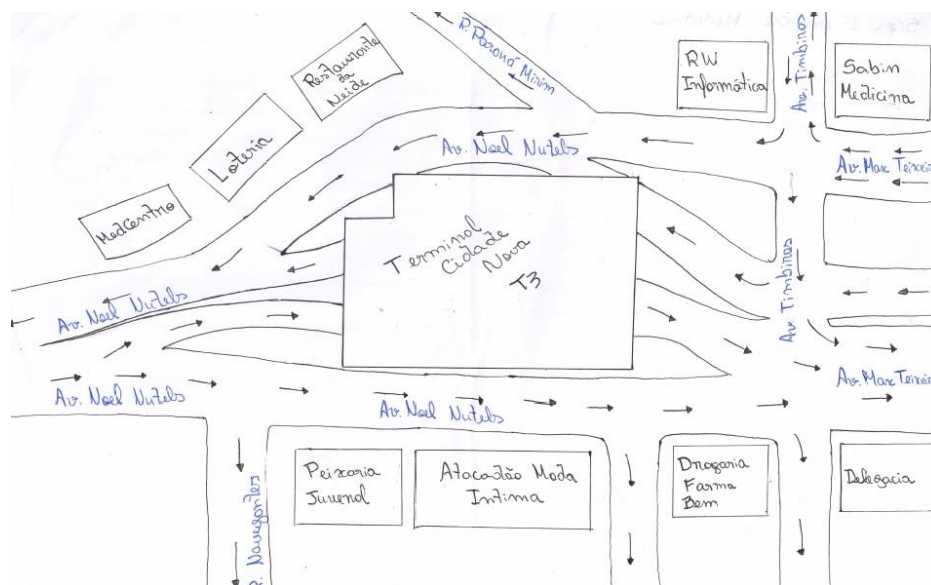 R. Paraná Mirim
Av. Timbiras
RW
Informática
Sabin
Medicina
Restaurante
da
Neide
Loteria
MedCentro
Av. Noel Nutels
Av. Max Teixeira
Terminal
Cidade
Nova
T3
Av. Timbiras
Av. Noel Nutels
Av. Max Teixeira
Av. Noel Nutels
Av. Noel Nutels
R. Navegantes
Peixaria
Juvenal
Atacadão Moda
Intima
Drogaria
Farma
Bem
Delegacia